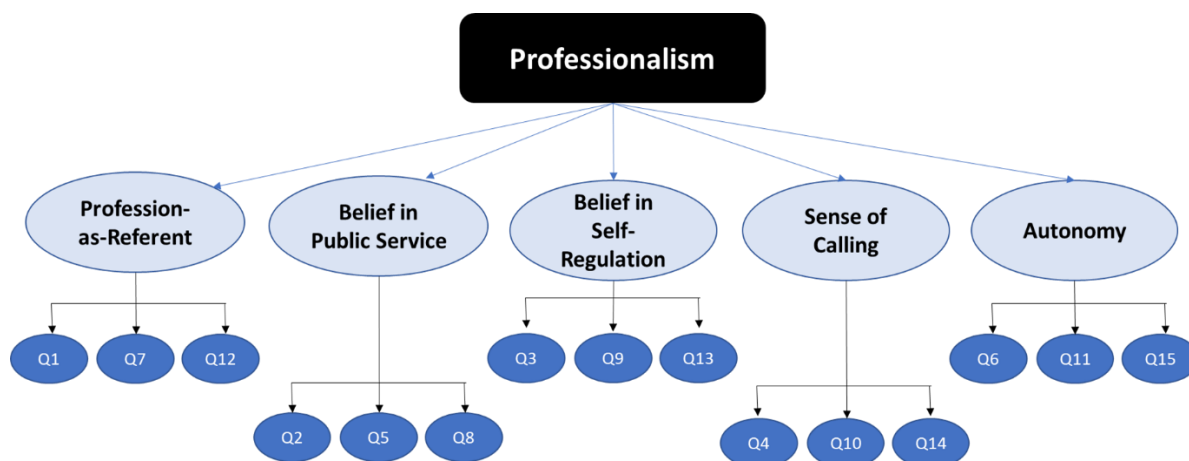 Professionalism
Profession-
as-Referent
Belief in
Public Service
Belief in
Self-
Regulation
Sense of
Calling
Autonomy
Q1
Q7
Q12
Q2
Q5
Q8
Q3
Q9
Q13
Q4
Q10
Q14
Q6
Q11
Q15